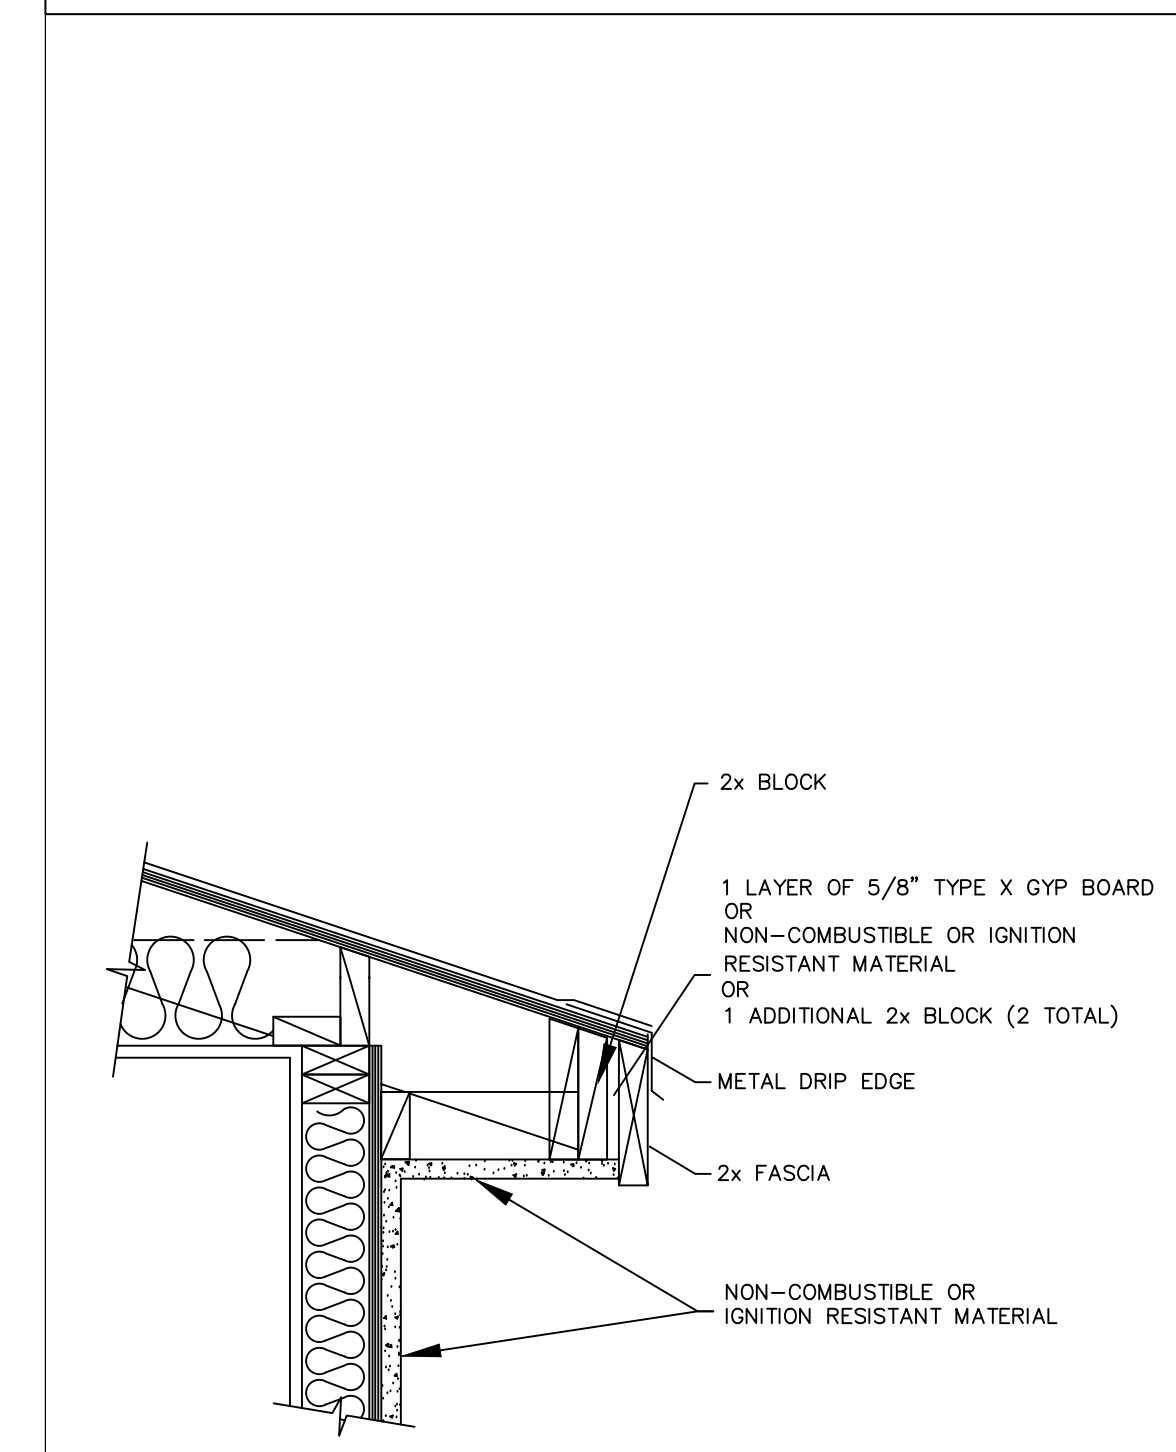 2x BLOCK
1 LAYER OF 5/8" TYPE X GYP BOARD
OR
NON-COMBUSTIBLE OR IGNITION
RESISTANT MATERIAL
OR
1 ADDITIONAL 2x BLOCK (2 TOTAL)
METAL DRIP EDGE
2x FASCIA
NON-COMBUSTIBLE OR
IGNITION RESISTANT MATERIAL